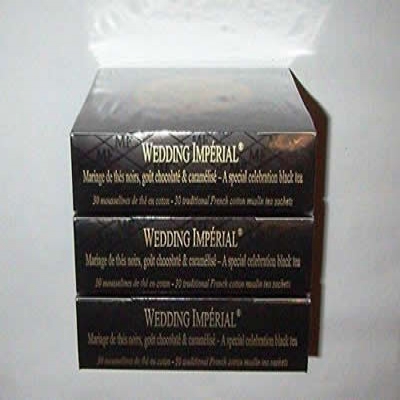 WEDDING IMPÉRIAL®
Mariage de thés noirs, goût chocolaté & caramélisé – A special celebration black tea
30 mousselines de thé en coton – 30 traditional French cotton muslin tea sachets
WEDDING IMPÉRIAL®
Mariage de thés noirs, goût chocolaté & caramélisé – A special celebration black tea
30 mousselines de thé en coton – 30 traditional French cotton muslin tea sachets
WEDDING IMPÉRIAL®
Mariage de thés noirs, goût chocolaté & caramélisé – A special celebration black tea
30 mousselines de thé en coton – 30 traditional French cotton muslin tea sachets